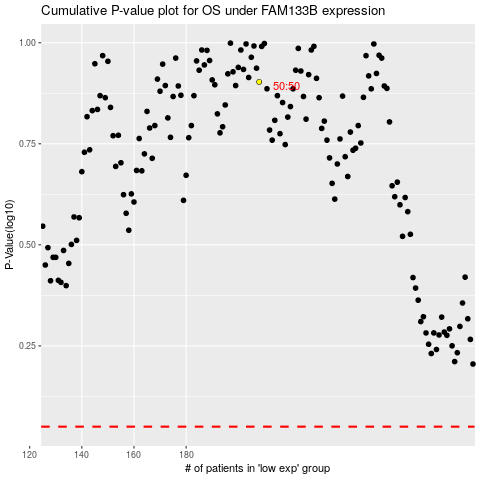 Cumulative P-value plot for OS under FAM133B expression
P-Value(log10)
1.00
0.75
0.50
0.25
50:50
120 140 160 180
# of patients in 'low exp' group